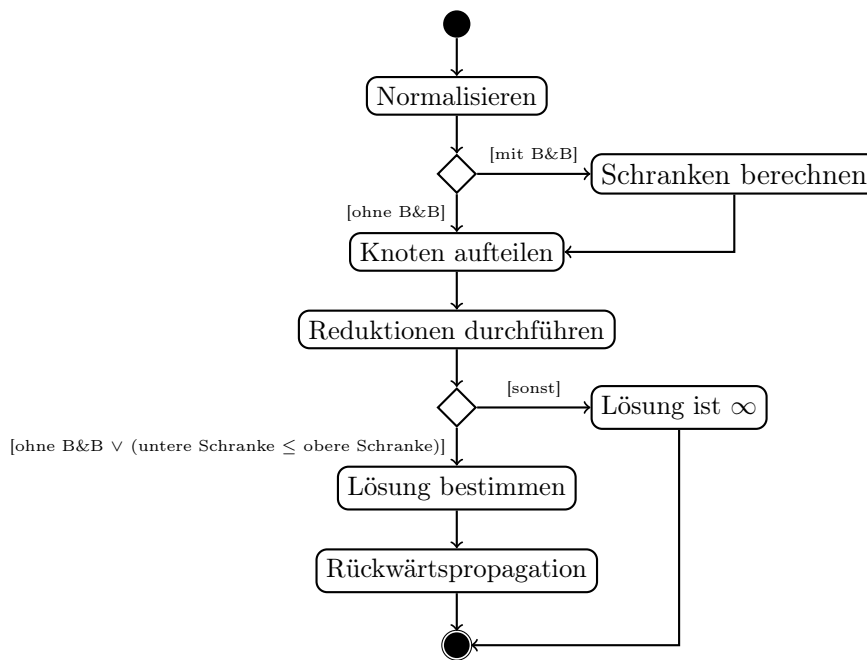 Normalisieren
[mit B&B]
Schranken berechnen
[ohne B&B]
Knoten aufteilen
Reduktionen durchführen
[sonst]
Lösung ist ∞
[ohne B&B ∨ (untere Schranke ≤ obere Schranke)]
Lösung bestimmen
Rückwärtspropagation